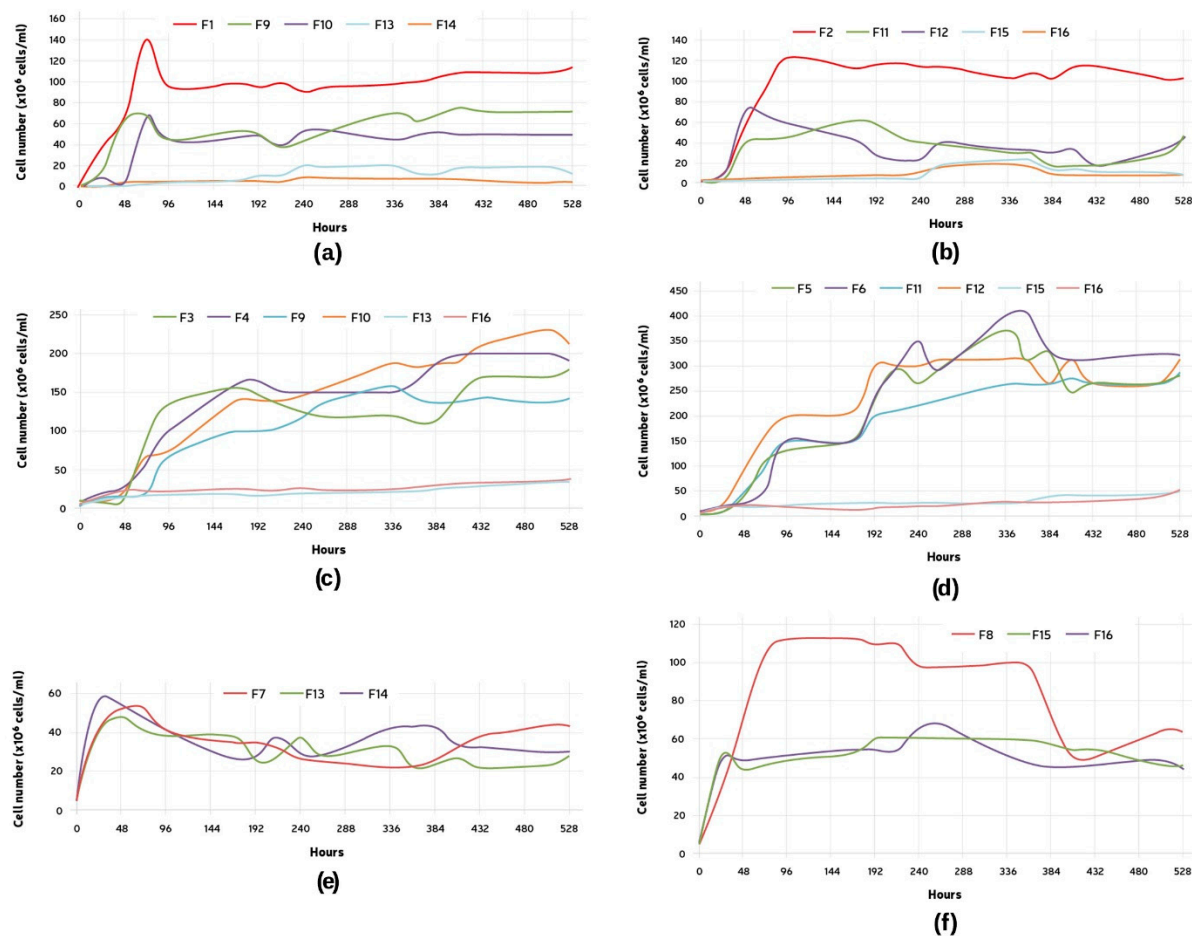 F1 F9 F10 F13 F14
Cell number (x10⁶ cells/ml)
160
140
120
100
80
60
40
20
0
0 48 96 144 192 240 288 336 384 432 480 528
Hours
(a)
F2 F11 F12 F15 F16
Cell number (x10⁶ cells/ml)
140
120
100
80
60
40
20
0
0 48 96 144 192 240 288 336 384 432 480 528
Hours
(b)
F3 F4 F9 F10 F13 F16
Cell number (x10⁶ cells/ml)
250
200
150
100
50
0
0 48 96 144 192 240 288 336 384 432 480 528
Hours
(c)
F5 F6 F11 F12 F15 F16
Cell number (x10⁶ cells/ml)
450
400
350
300
250
200
150
100
50
0
0 48 96 144 192 240 288 336 384 432 480 528
Hours
(d)
F7 F13 F14
Cell number (x10⁶ cells/ml)
60
40
20
0
0 48 96 144 192 240 288 336 384 432 480 528
Hours
(e)
F8 F15 F16
Cell number (x10⁶ cells/ml)
120
100
80
60
40
20
0
0 48 96 144 192 240 288 336 384 432 480 528
Hours
(f)